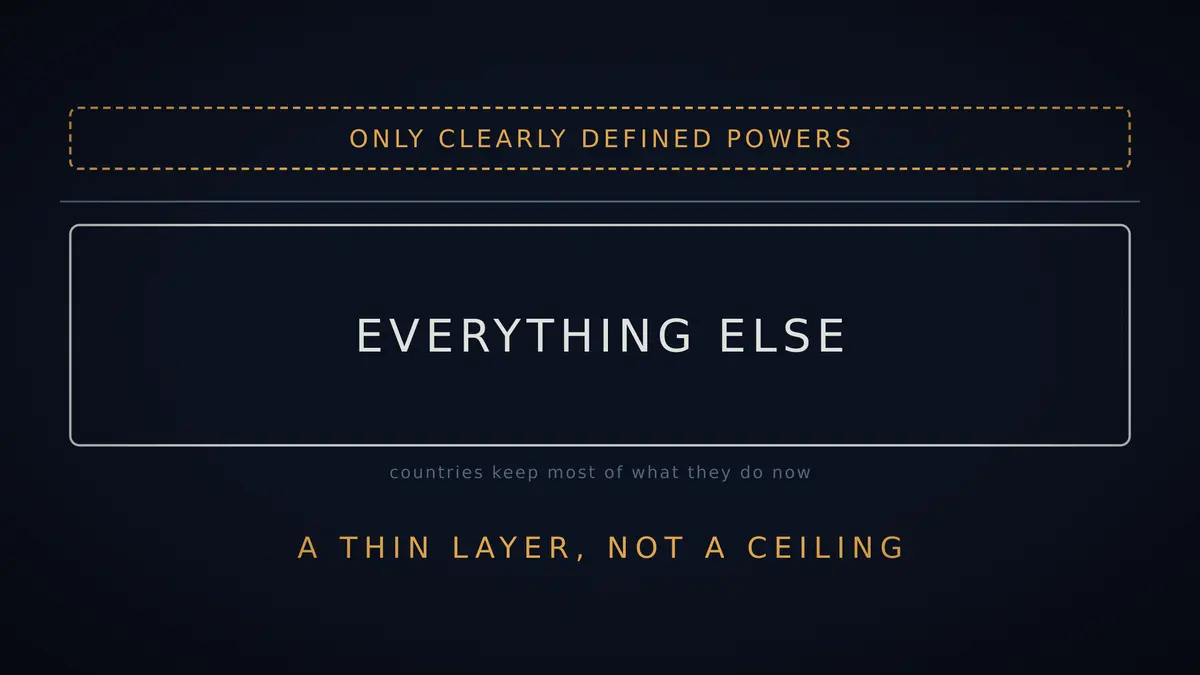 ONLY CLEARLY DEFINED POWERS
EVERYTHING ELSE
countries keep most of what they do now
A THIN LAYER, NOT A CEILING